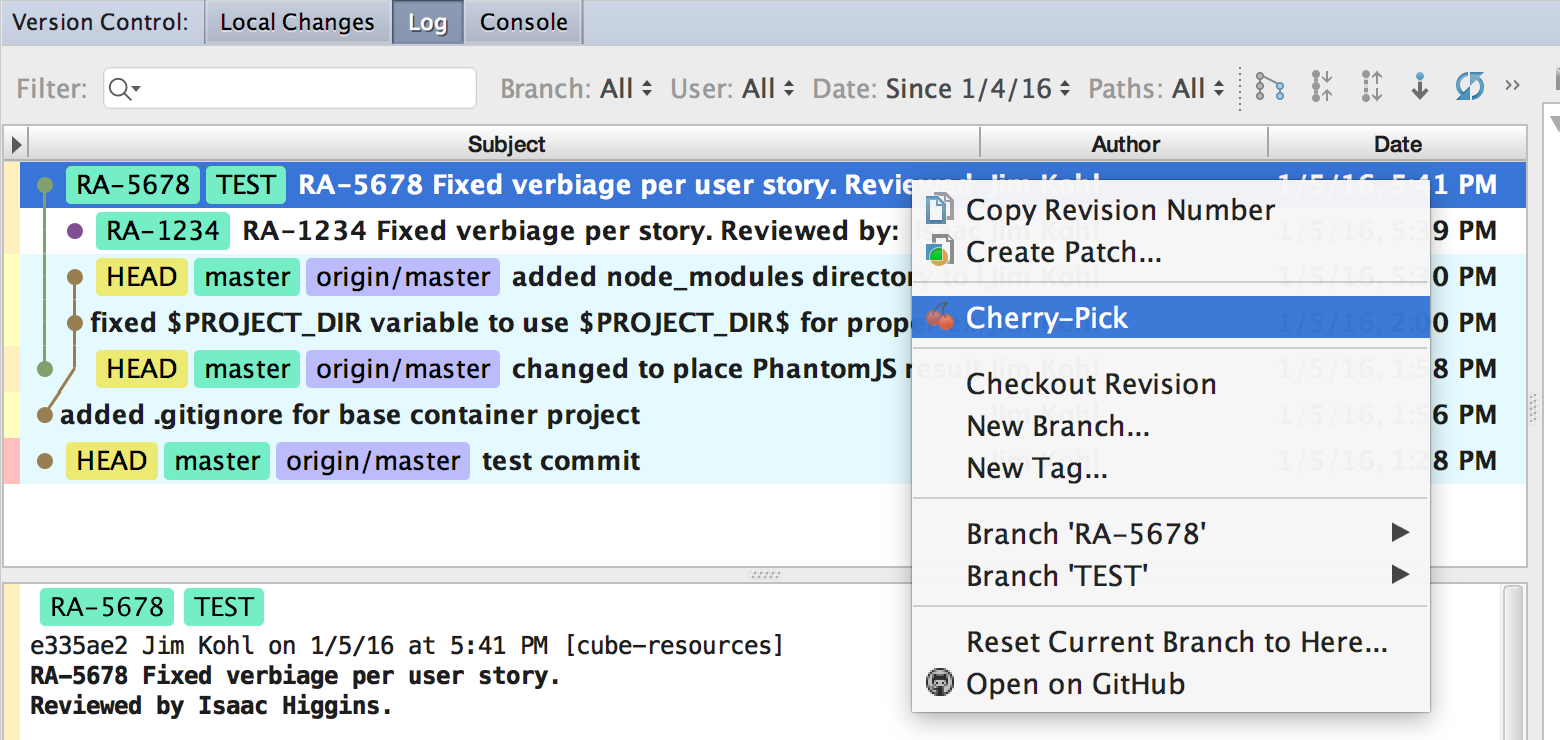 Version Control: Local Changes Log Console
Filter: Branch: All User: All Date: Since 1/4/16 Paths: All
Subject Author Date
RA-5678 TEST RA-5678 Fixed verbiage per user story. Reviewed Jim Kohl 1/5/16, 5:41 PM
RA-1234 RA-1234 Fixed verbiage per story. Reviewed by: Isaac 1/5/16, 5:39 PM
HEAD master origin/master added node_modules directory to Jim Kohl PM
fixed $PROJECT_DIR variable to use $PROJECT_DIR$ for prope 2:00 PM
HEAD master origin/master changed to place PhantomJS result Jim Kohl 1/5/16, 1:58 PM
added .gitignore for base container project Jim Kohl 1/5/16, 1:56 PM
HEAD master origin/master test commit Jim Kohl 1/5/16, 1:28 PM
Copy Revision Number
Create Patch...
Cherry-Pick
Checkout Revision
New Branch...
New Tag...
Branch 'RA-5678'
Branch 'TEST'
Reset Current Branch to Here...
Open on GitHub
RA-5678 TEST
e335ae2 Jim Kohl on 1/5/16 at 5:41 PM [cube-resources]
RA-5678 Fixed verbiage per user story.
Reviewed by Isaac Higgins.